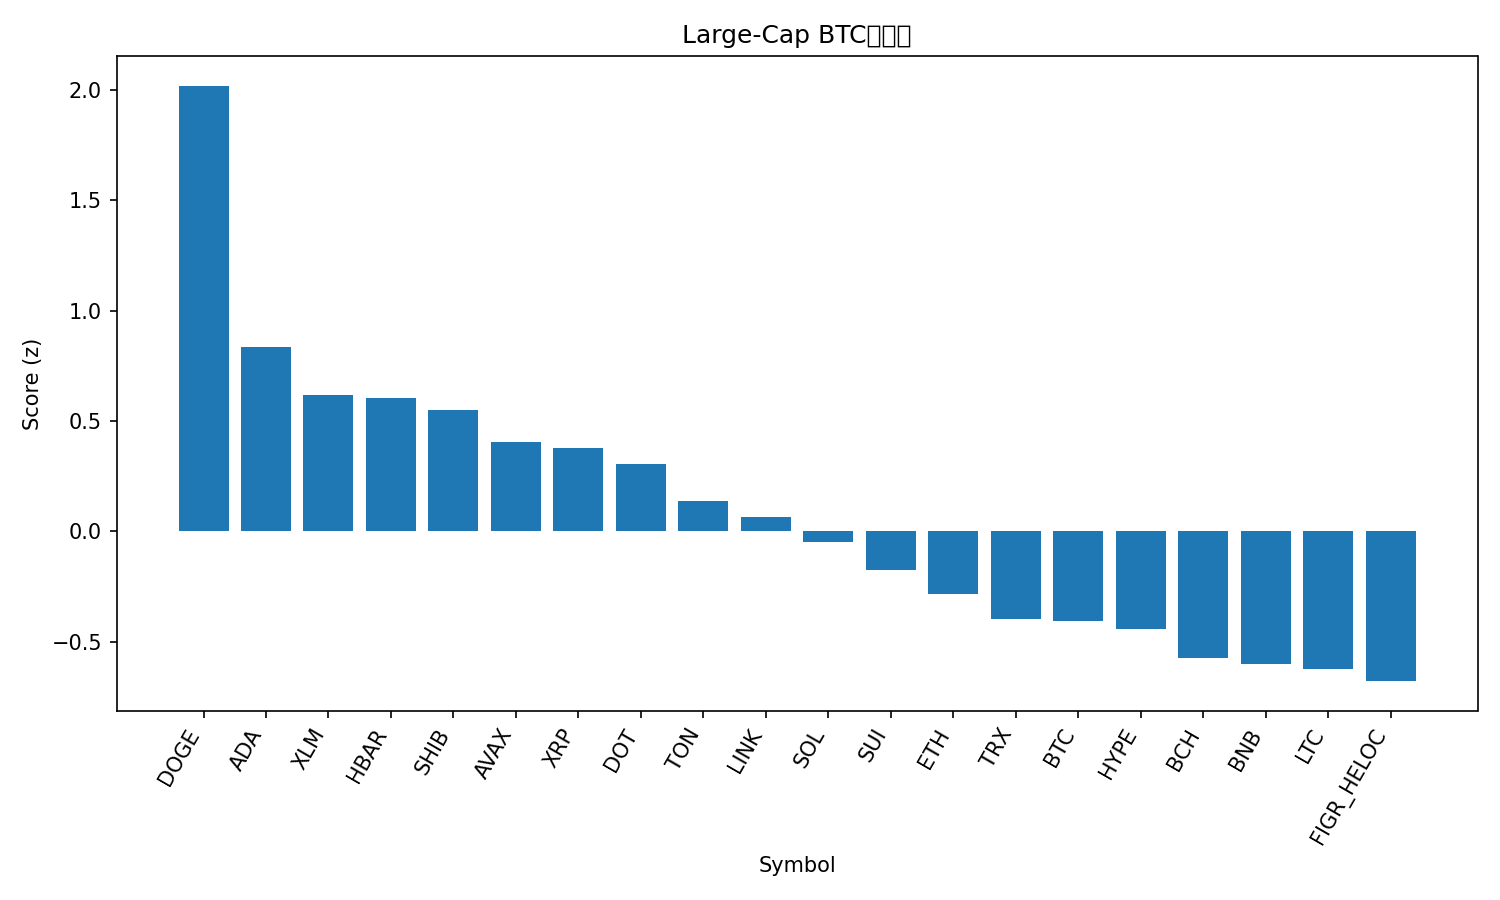 Large-Cap BTC
Score (z)
2.0
1.5
1.0
0.5
0.0
−0.5
DOGE
ADA
XLM
HBAR
SHIB
AVAX
XRP
DOT
TON
LINK
SOL
SUI
ETH
TRX
BTC
HYPE
BCH
BNB
LTC
FIGR_HELOC
Symbol